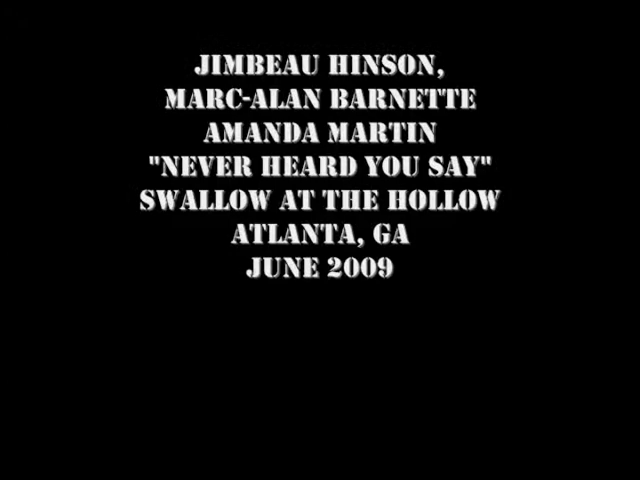 JIMBEAU HINSON,
MARC-ALAN BARNETTE
AMANDA MARTIN
"NEVER HEARD YOU SAY"
SWALLOW AT THE HOLLOW
ATLANTA, GA
JUNE 2009